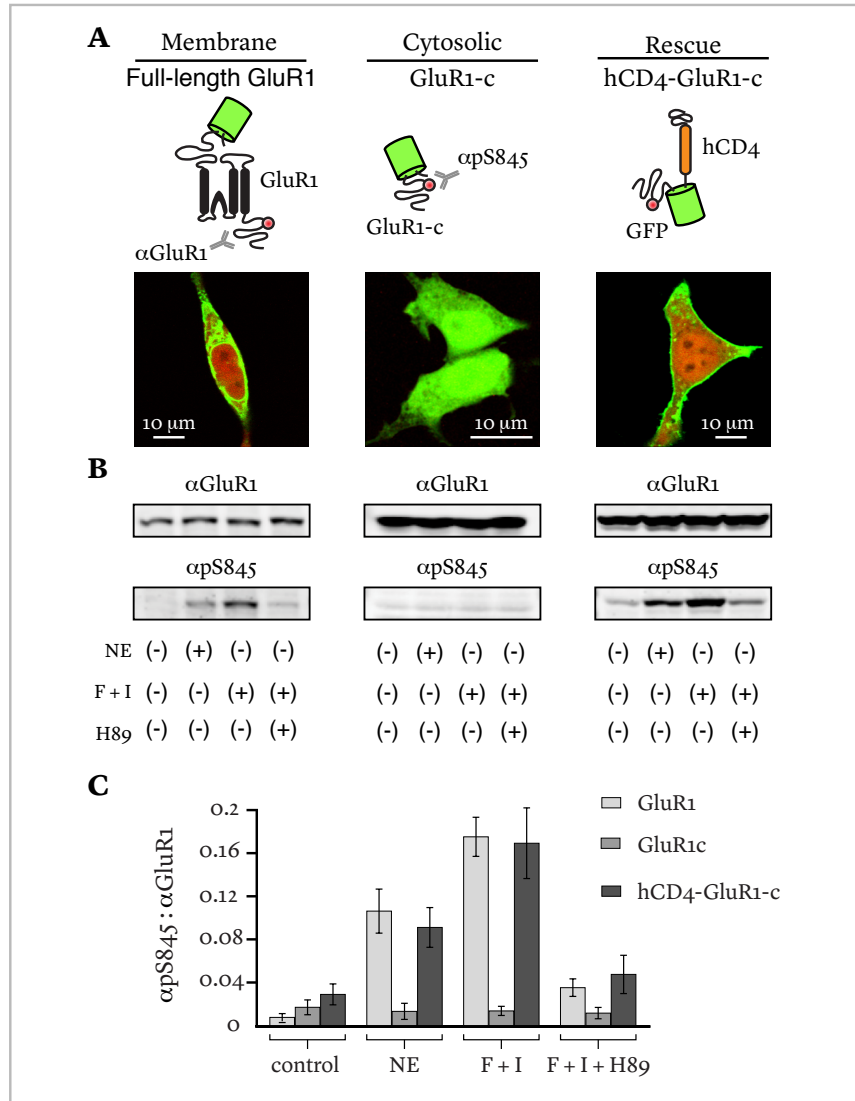 A
Membrane
Full-length GluR1
Cytosolic
GluR1-c
Rescue
hCD4-GluR1-c
GluR1
αGluR1
αpS845
GluR1-c
hCD4
GFP
10 μm
10 μm
10 μm
B
αGluR1 αGluR1 αGluR1
αpS845 αpS845 αpS845
NE (-) (+) (-) (-) (-) (+) (-) (-) (-) (+) (-) (-)
F + I (-) (-) (+) (+) (-) (-) (+) (+) (-) (-) (+) (+)
H89 (-) (-) (-) (+) (-) (-) (-) (+) (-) (-) (-) (+)
C
αpS845 : αGluR1
0.2
0.16
0.12
0.08
0.04
0
control NE F + I F + I + H89
GluR1
GluR1c
hCD4-GluR1-c